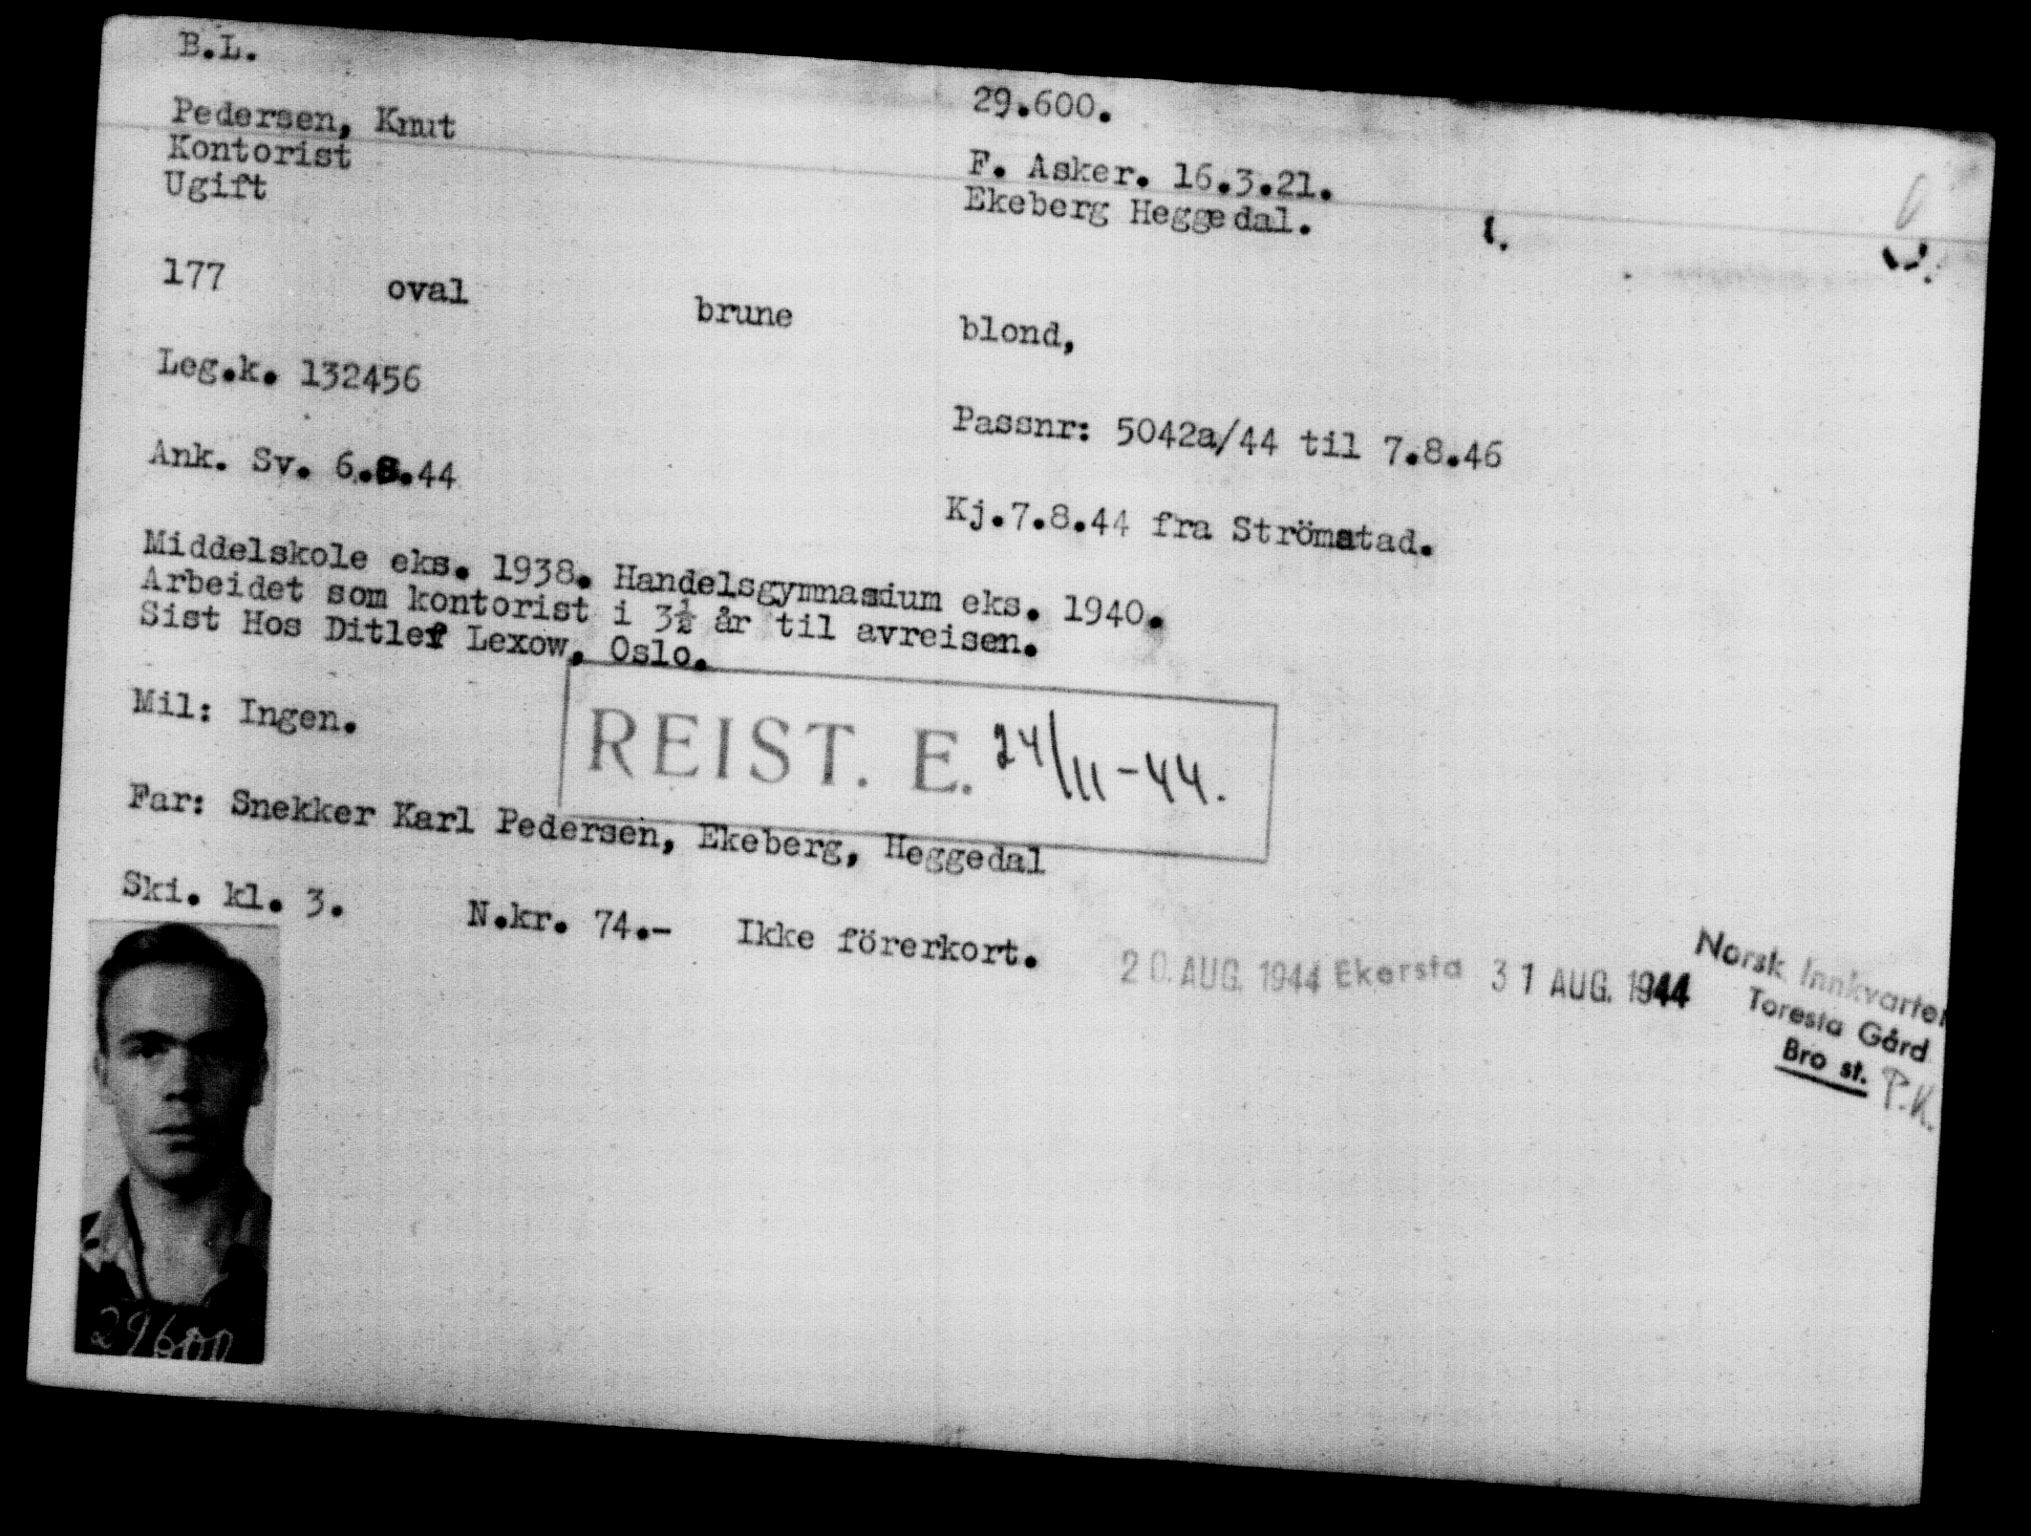 B.L.
29.600.
Pedersen, Knut
F. Asker. 16.3.21.
Kontorist
Ekeberg Heggedal.
Ugift
177 oval brune blond,
Leg.k. 132456
Passnr: 5042a/44 til 7.8.46
Ank. Sv. 6.8.44
Kj.7.8.44 fra Strömstad.
Middelskole eks. 1938. Handelsgymnasium eks. 1940.
Arbeidet som kontorist i 3½ år til avreisen.
Sist Hos Ditlef Lexow, Oslo.
Mil: Ingen.
REIST. E. 24/11-44.
Far: Snekker Karl Pedersen, Ekeberg, Heggedal
Ski. kl. 3. N.kr. 74.- Ikke förerkort.
20. AUG. 1944 Ekersta 31 AUG. 1944
Norsk Innkvarter
Toresta Gård
Bro st. P.K.
29600